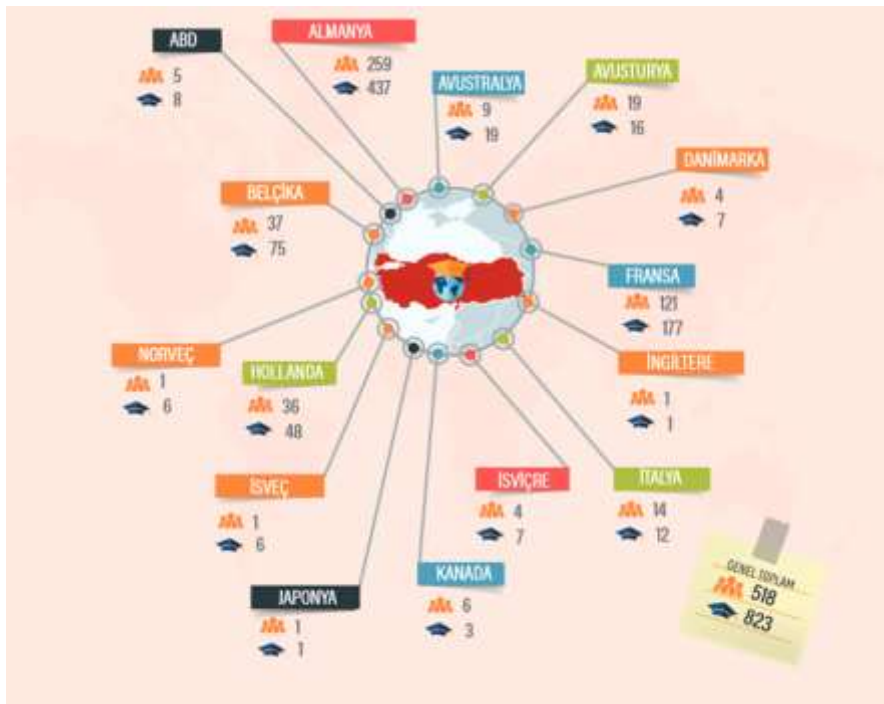 ABD
5
8
ALMANYA
259
437
AVUSTRALYA
9
19
AVUSTURYA
19
16
DANİMARKA
4
7
BELÇİKA
37
75
FRANSA
121
177
NORVEÇ
1
6
HOLLANDA
36
48
İNGİLTERE
1
1
İSVEÇ
1
6
İSVİÇRE
4
7
İTALYA
14
12
JAPONYA
1
1
KANADA
6
3
GENEL TOPLAM
518
823